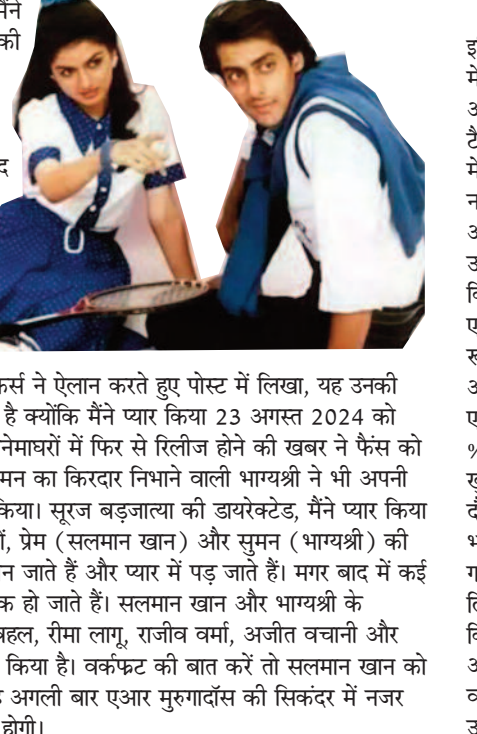 मैंने
की
द
कर्स ने ऐलान करते हुए पोस्ट में लिखा, यह उनकी
है क्योंकि मैंने प्यार किया 23 अगस्त 2024 को
नेमाघरों में फिर से रिलीज होने की खबर ने फैंस को
मन का किरदार निभाने वाली भाग्यश्री ने भी अपनी
किया। सूरज बड़जात्या की डायरेक्टेड, मैंने प्यार किया
ों, प्रेम (सलमान खान) और सुमन (भाग्यश्री) की
न जाते हैं और प्यार में पड़ जाते हैं। मगर बाद में कई
क हो जाते हैं। सलमान खान और भाग्यश्री के
बहल, रीमा लागू, राजीव वर्मा, अजीत वचानी और
किया है। वर्कफ्रंट की बात करें तो सलमान खान को
अगली बार एआर मुरुगादॉस की सिकंदर में नजर
होगी।
इ
में
अ
टै
में
न
अ
उ
वि
ए
रू
अ
ए
%
ख
दौ
भ
ग
लि
वि
अ
व
उ